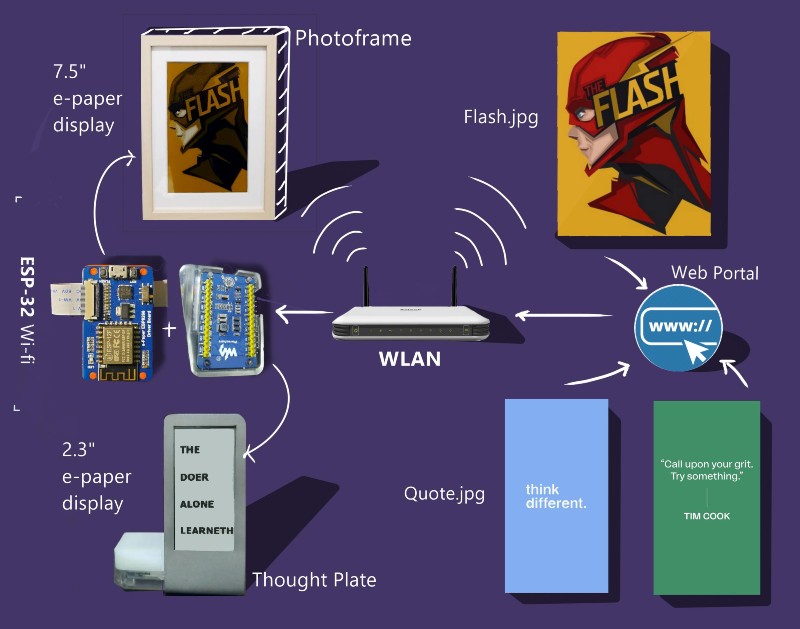 Photoframe
7.5"
e-paper
display
THE
FLASH
Flash.jpg
THE
FLASH
Web Portal
www://
ESP-32 Wi-fi
+
WLAN
2.3"
e-paper
display
THE
DOER
ALONE
LEARNETH
Thought Plate
Quote.jpg
think
different.
“Call upon your grit.
Try something.”
TIM COOK